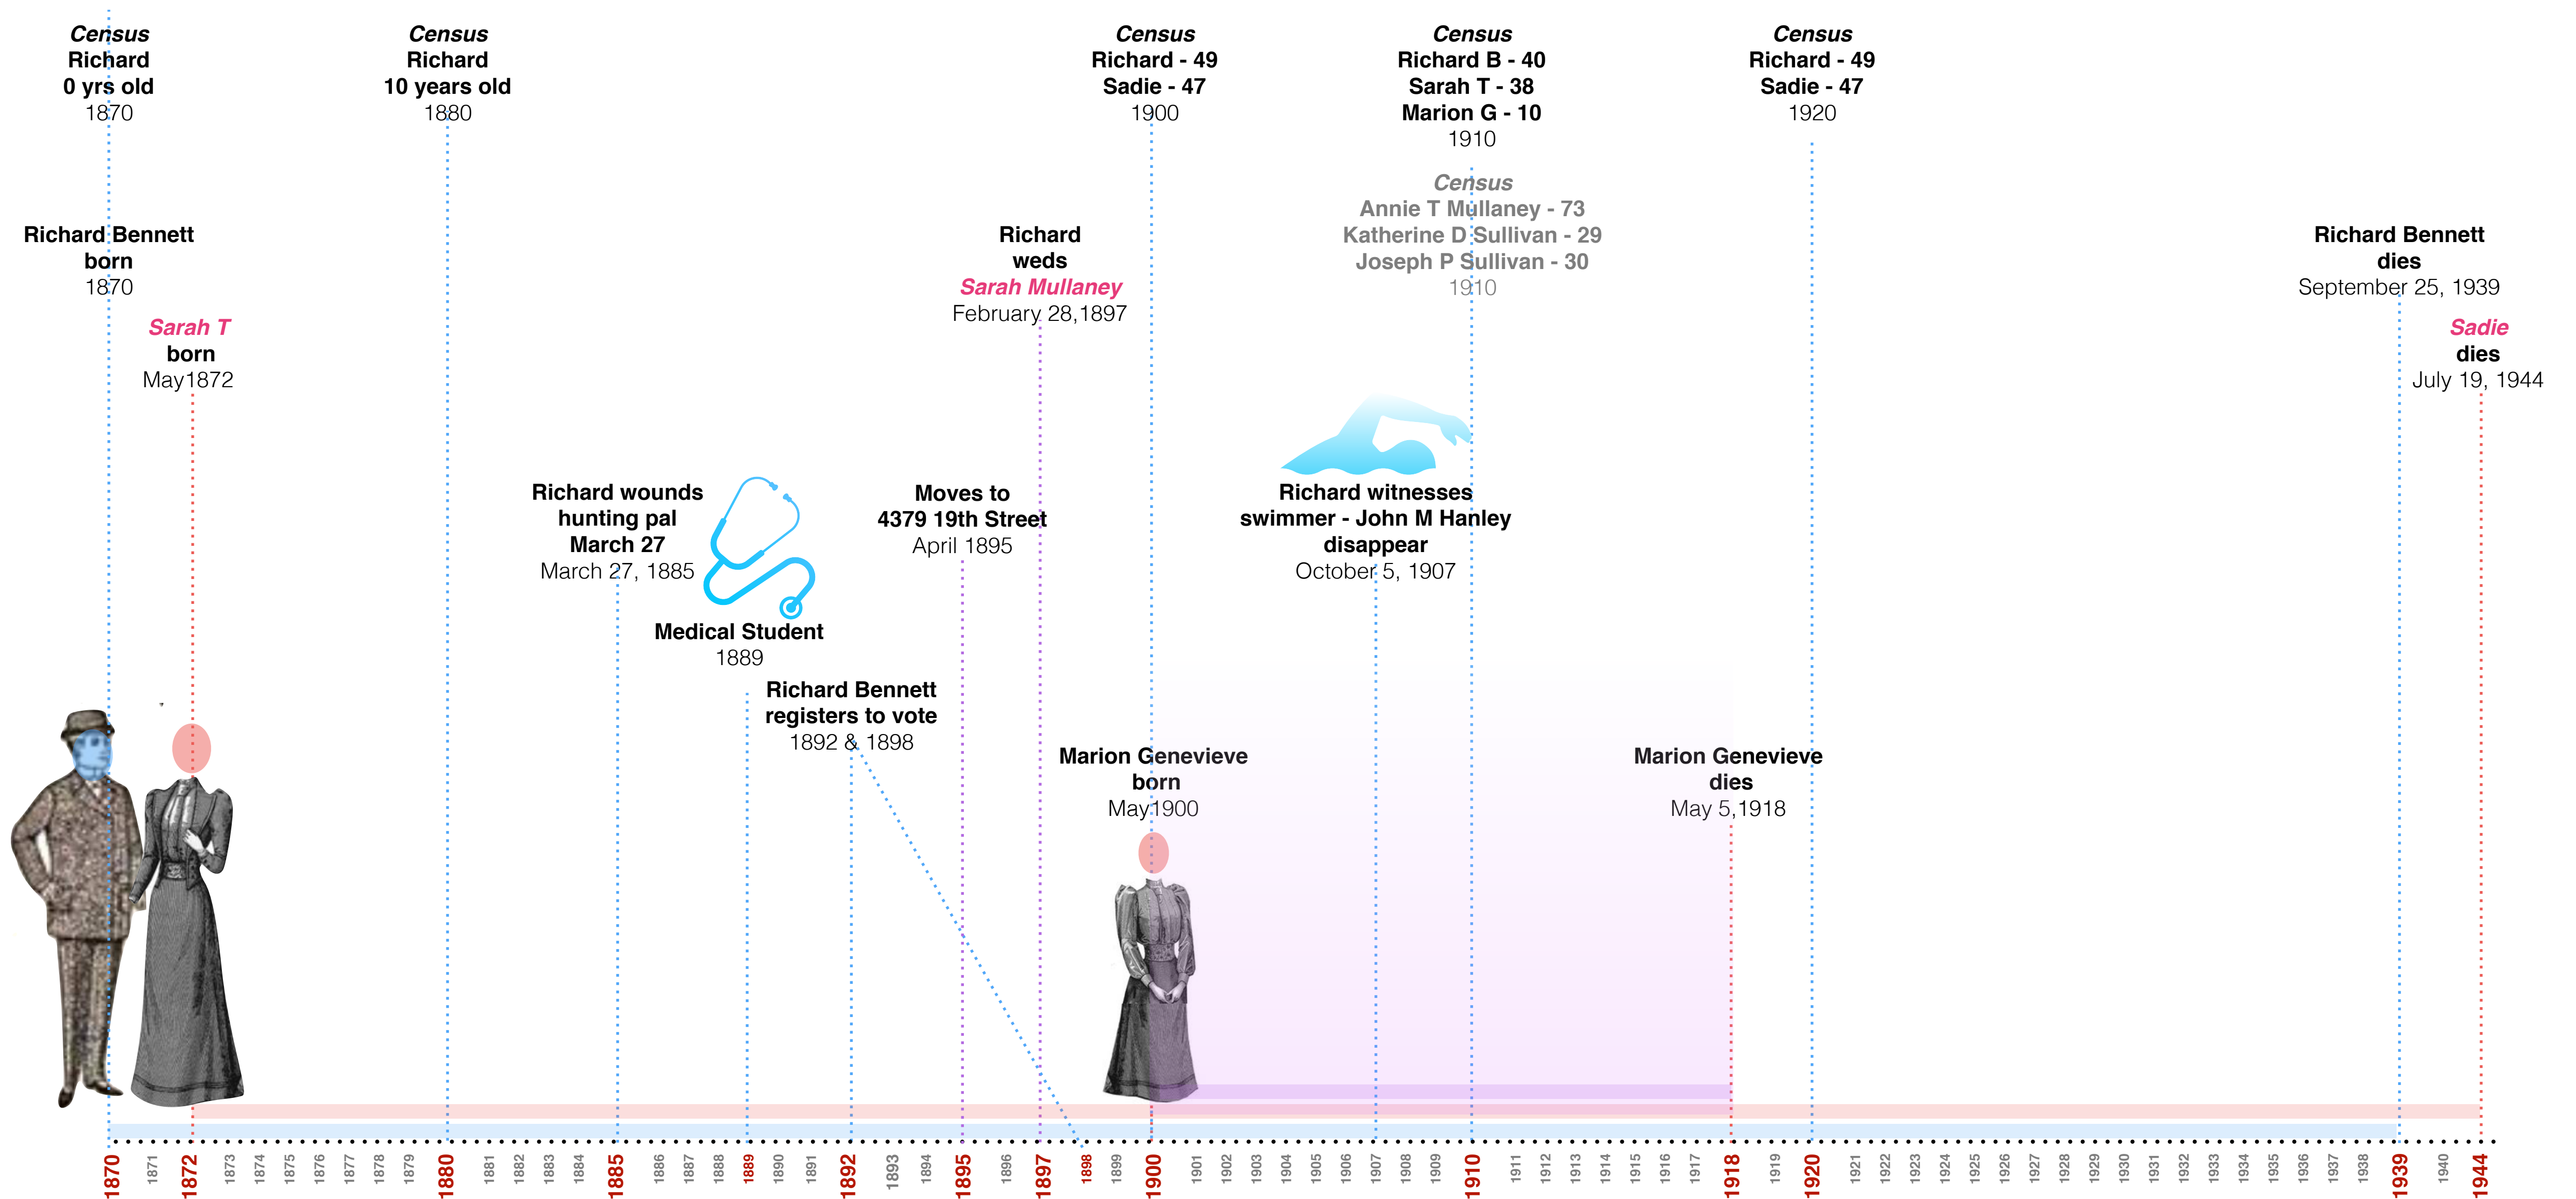 Census
Richard
0 yrs old
1870
Census
Richard
10 years old
1880
Census
Richard - 49
Sadie - 47
1900
Census
Richard B - 40
Sarah T - 38
Marion G - 10
1910
Census
Richard - 49
Sadie - 47
1920
Census
Annie T Mullaney - 73
Katherine D Sullivan - 29
Joseph P Sullivan - 30
1910
Richard Bennett
born
1870
Sarah T
born
May1872
Richard
weds
Sarah Mullaney
February 28,1897
Richard Bennett
dies
September 25, 1939
Sadie
dies
July 19, 1944
Richard wounds
hunting pal
March 27
March 27, 1885
Medical Student
1889
Richard Bennett
registers to vote
1892 & 1898
Moves to
4379 19th Street
April 1895
Richard witnesses
swimmer - John M Hanley
disappear
October 5, 1907
Marion Genevieve
born
May1900
Marion Genevieve
dies
May 5,1918
1870
1871
1872
1873
1874
1875
1876
1877
1878
1879
1880
1881
1882
1883
1884
1885
1886
1887
1888
1889
1890
1891
1892
1893
1894
1895
1896
1897
1898
1899
1900
1901
1902
1903
1904
1905
1906
1907
1908
1909
1910
1911
1912
1913
1914
1915
1916
1917
1918
1919
1920
1921
1922
1923
1924
1925
1926
1927
1928
1929
1930
1931
1932
1933
1934
1935
1936
1937
1938
1939
1940
1944